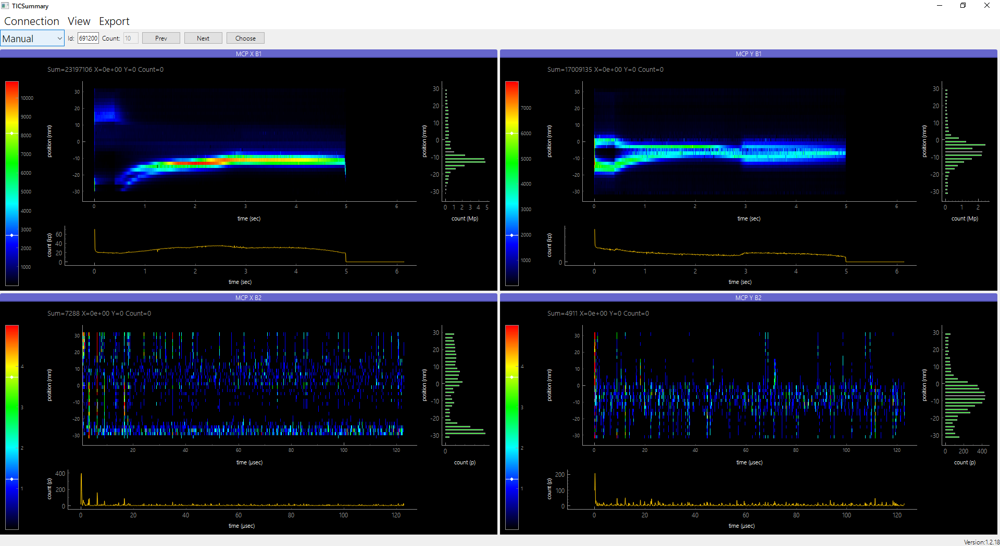 TICSummary
Connection View Export
Manual Id: 691200 Count: 10 Prev Next Choose
MCP X B1
Sum=23197106 X=0e+00 Y=0 Count=0
10000
9000
8000
7000
6000
5000
4000
3000
2000
1000
position (mm)
30
20
10
0
-10
-20
-30
0 1 2 3 4 5 6
time (sec)
position (mm)
30
20
10
0
-10
-20
-30
0 1 2 3 4 5
count (Mp)
count (kp)
60
40
20
0
0 1 2 3 4 5 6
time (sec)
MCP Y B1
Sum=17009135 X=0e+00 Y=0 Count=0
7000
6000
5000
4000
3000
2000
1000
position (mm)
30
20
10
0
-10
-20
-30
0 1 2 3 4 5 6
time (sec)
position (mm)
30
20
10
0
-10
-20
-30
0 1 2
count (Mp)
count (kp)
0
0 1 2 3 4 5 6
time (sec)
MCP X B2
Sum=7288 X=0e+00 Y=0 Count=0
4
3
2
1
position (mm)
30
20
10
0
-10
-20
-30
20 40 60 80 100 120
time (μsec)
position (mm)
30
20
10
0
-10
-20
-30
0
count (p)
count (p)
400
200
0
0 20 40 60 80 100 120
time (μsec)
MCP Y B2
Sum=4911 X=0e+00 Y=0 Count=0
4
3
2
1
position (mm)
30
20
10
0
-10
-20
-30
0 20 40 60 80 100 120
time (μsec)
position (mm)
30
20
10
0
-10
-20
-30
0 200 400
count (p)
count (p)
200
100
0
0 20 40 60 80 100 120
time (μsec)
Version:1.2.18